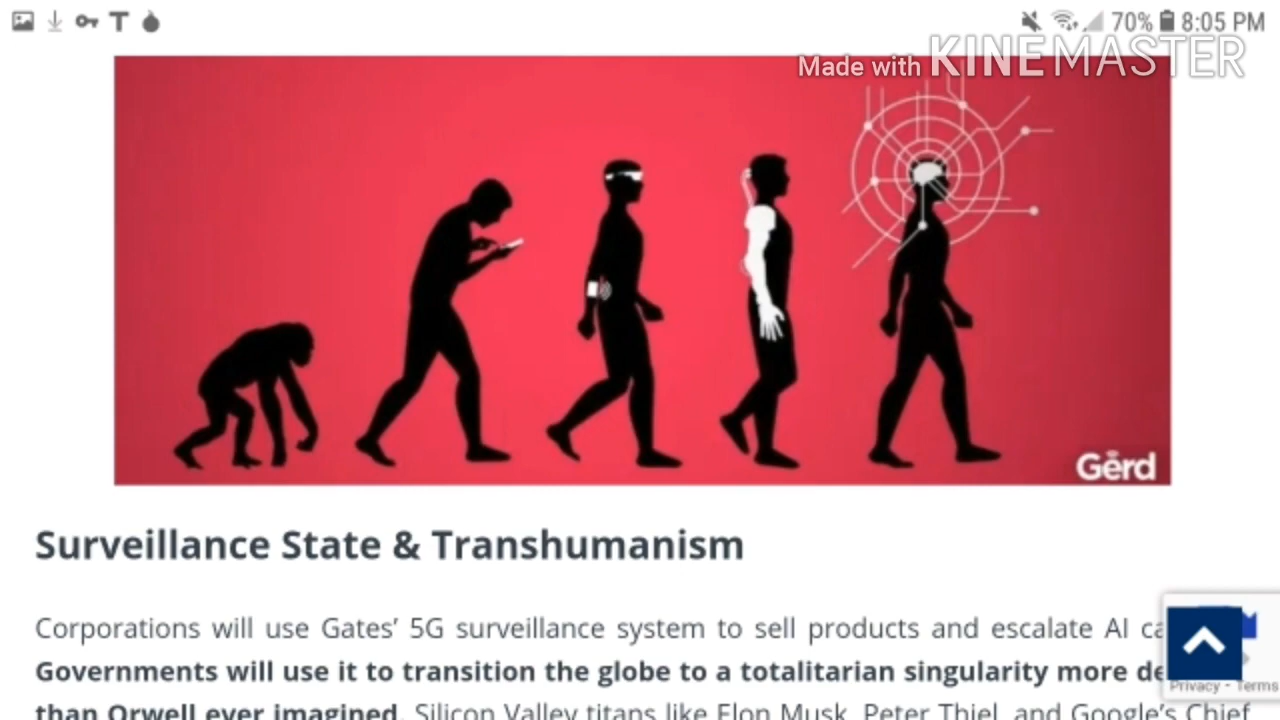 T 70% 8:05 PM
Made with KINEMASTER
Gerd
Surveillance State & Transhumanism
Corporations will use Gates’ 5G surveillance system to sell products and escalate AI
Governments will use it to transition the globe to a totalitarian singularity more
Privacy - Terms
than Orwell ever imagined. Silicon Valley titans like Elon Musk, Peter Thiel, and Google’s Chief